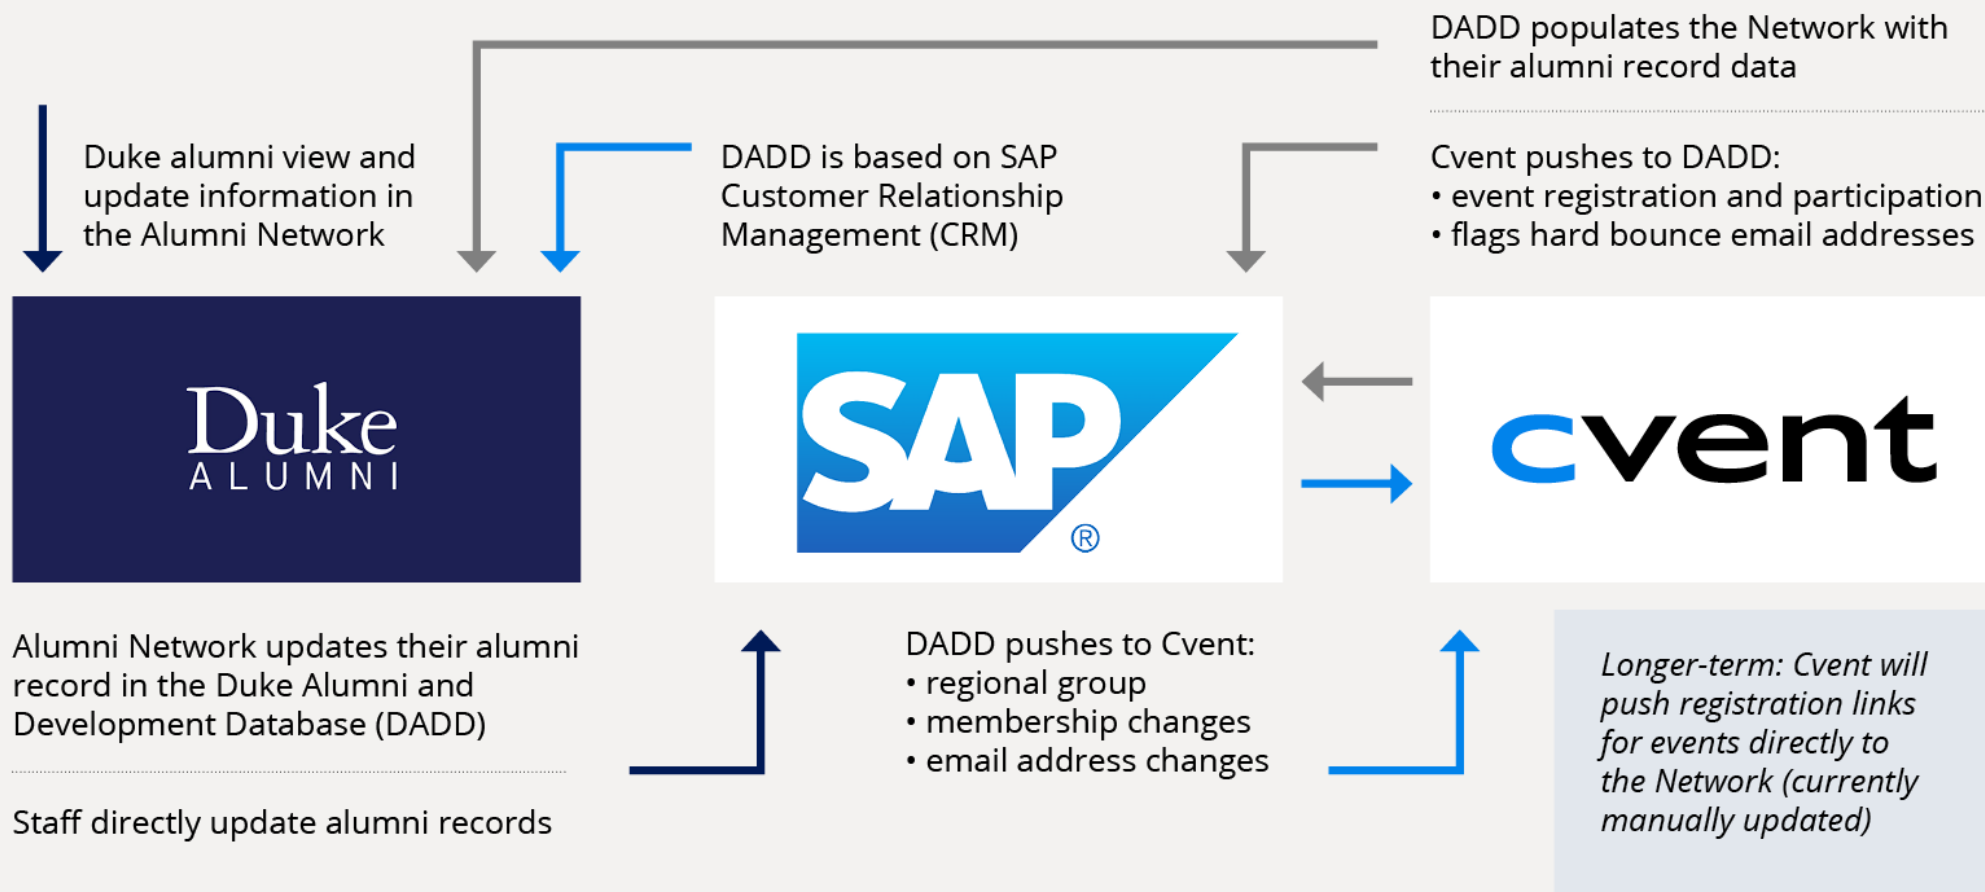 DADD populates the Network with
their alumni record data
Duke alumni view and
update information in
the Alumni Network
DADD is based on SAP
Customer Relationship
Management (CRM)
Cvent pushes to DADD:
• event registration and participation
• flags hard bounce email addresses
Duke
ALUMNI
SAP
®
cvent
Alumni Network updates their alumni
record in the Duke Alumni and
Development Database (DADD)
Staff directly update alumni records
DADD pushes to Cvent:
• regional group
• membership changes
• email address changes
Longer-term: Cvent will
push registration links
for events directly to
the Network (currently
manually updated)